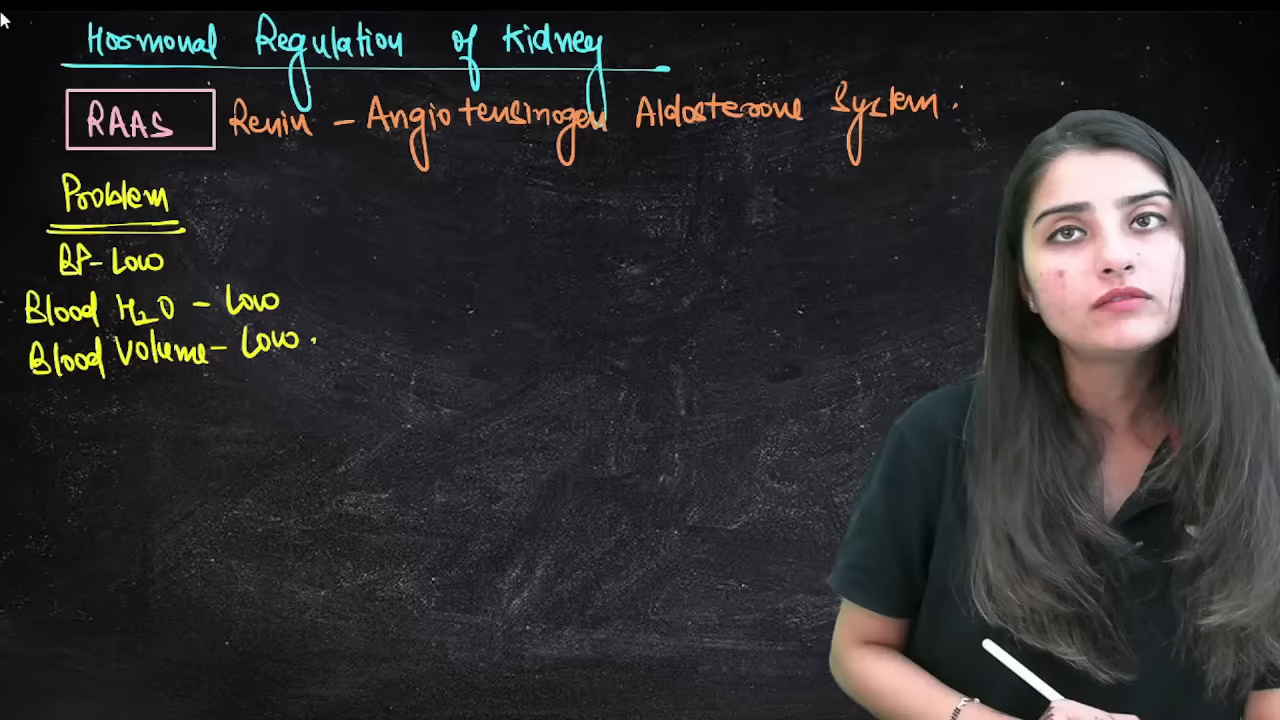 Hormonal Regulation of Kidney
RAAS Renin - Angiotensinogen Aldosterone System.
Problem
BP-Low
Blood H₂O - Low
Blood Volume - Low.